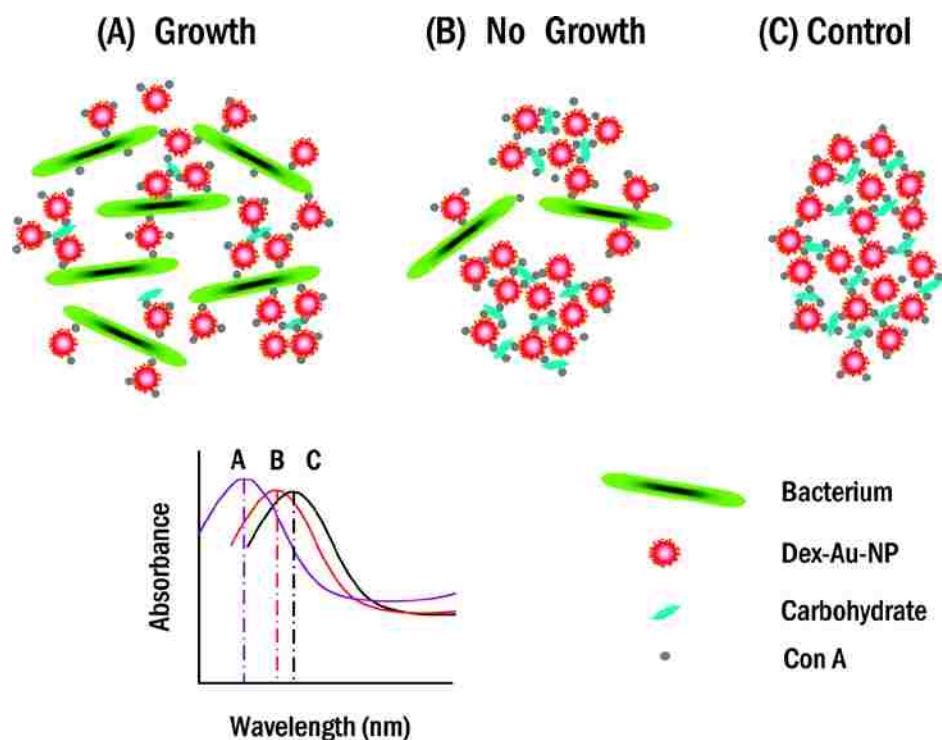 (A) Growth
(B) No Growth
(C) Control
A B C
Absorbance
Wavelength (nm)
Bacterium
Dex-Au-NP
Carbohydrate
Con A